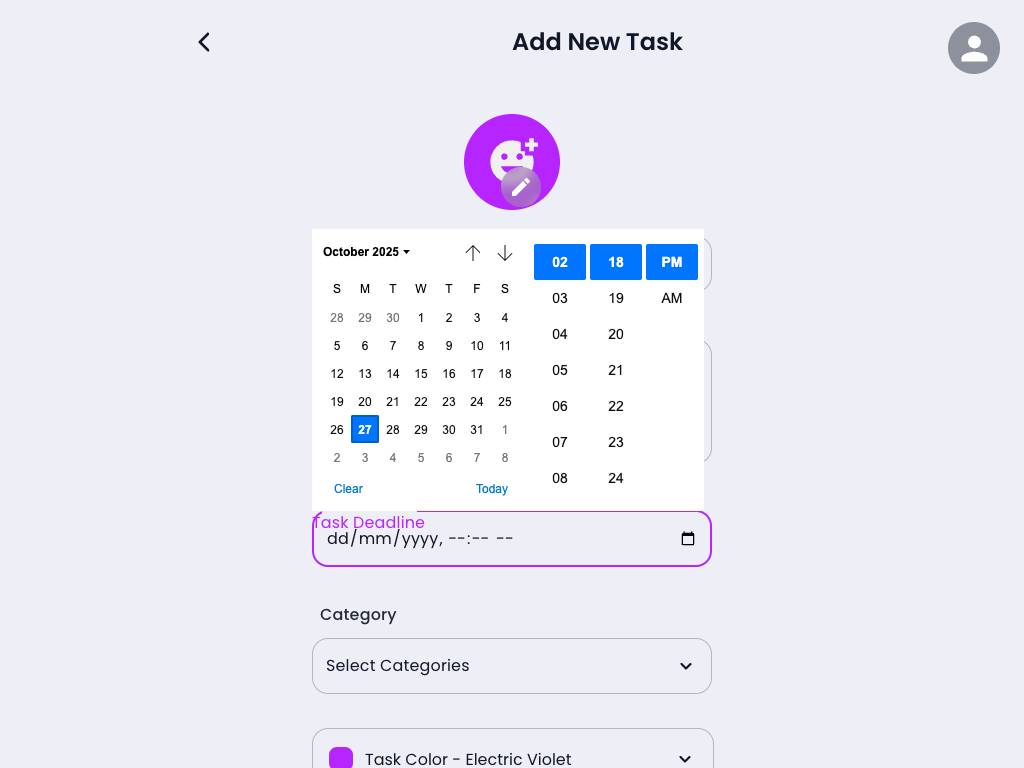 Add New Task
October 2025
S M T W T F S
28 29 30 1 2 3 4
5 6 7 8 9 10 11
12 13 14 15 16 17 18
19 20 21 22 23 24 25
26 27 28 29 30 31 1
2 3 4 5 6 7 8
Clear Today
02 18 PM
03 19 AM
04 20
05 21
06 22
07 23
08 24
Task Deadline
dd/mm/yyyy, --:-- --
Category
Select Categories
Task Color - Electric Violet